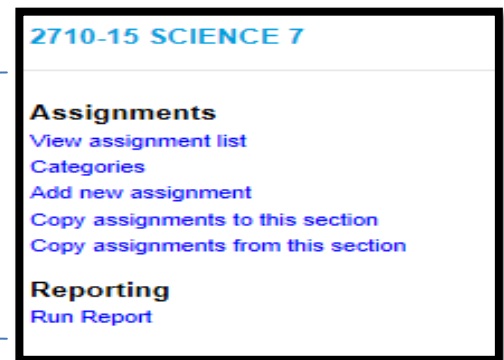 2710-15 SCIENCE 7
Assignments
View assignment list
Categories
Add new assignment
Copy assignments to this section
Copy assignments from this section
Reporting
Run Report